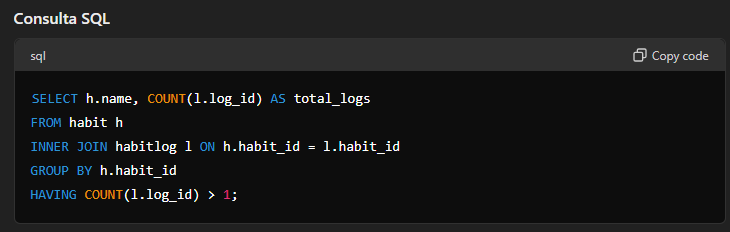 Consulta SQL
sql Copy code
SELECT h.name, COUNT(l.log_id) AS total_logs
FROM habit h
INNER JOIN habitlog l ON h.habit_id = l.habit_id
GROUP BY h.habit_id
HAVING COUNT(l.log_id) > 1;